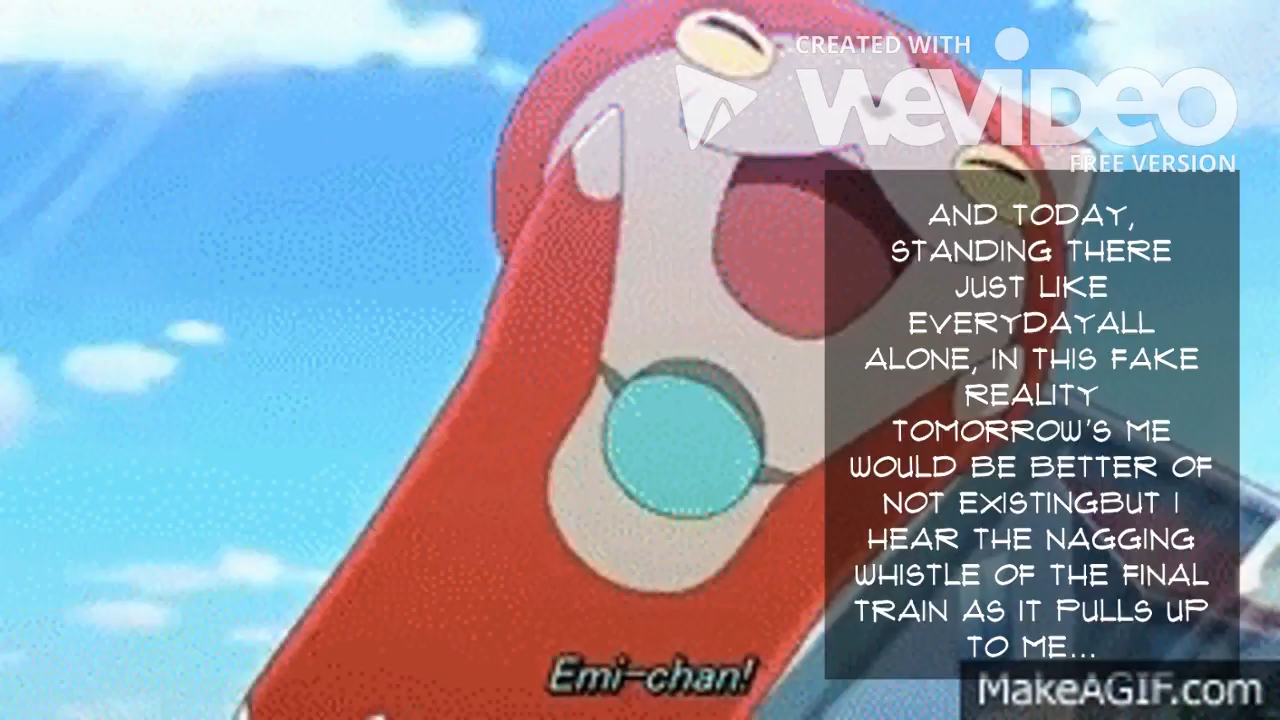 CREATED WITH
WEVIDEO
FREE VERSION
AND TODAY,
STANDING THERE
JUST LIKE
EVERYDAYALL
ALONE, IN THIS FAKE
REALITY
TOMORROW'S ME
WOULD BE BETTER OF
NOT EXISTINGBUT I
HEAR THE NAGGING
WHISTLE OF THE FINAL
TRAIN AS IT PULLS UP
TO ME...
Emi-chan!
MakeAGIF.com